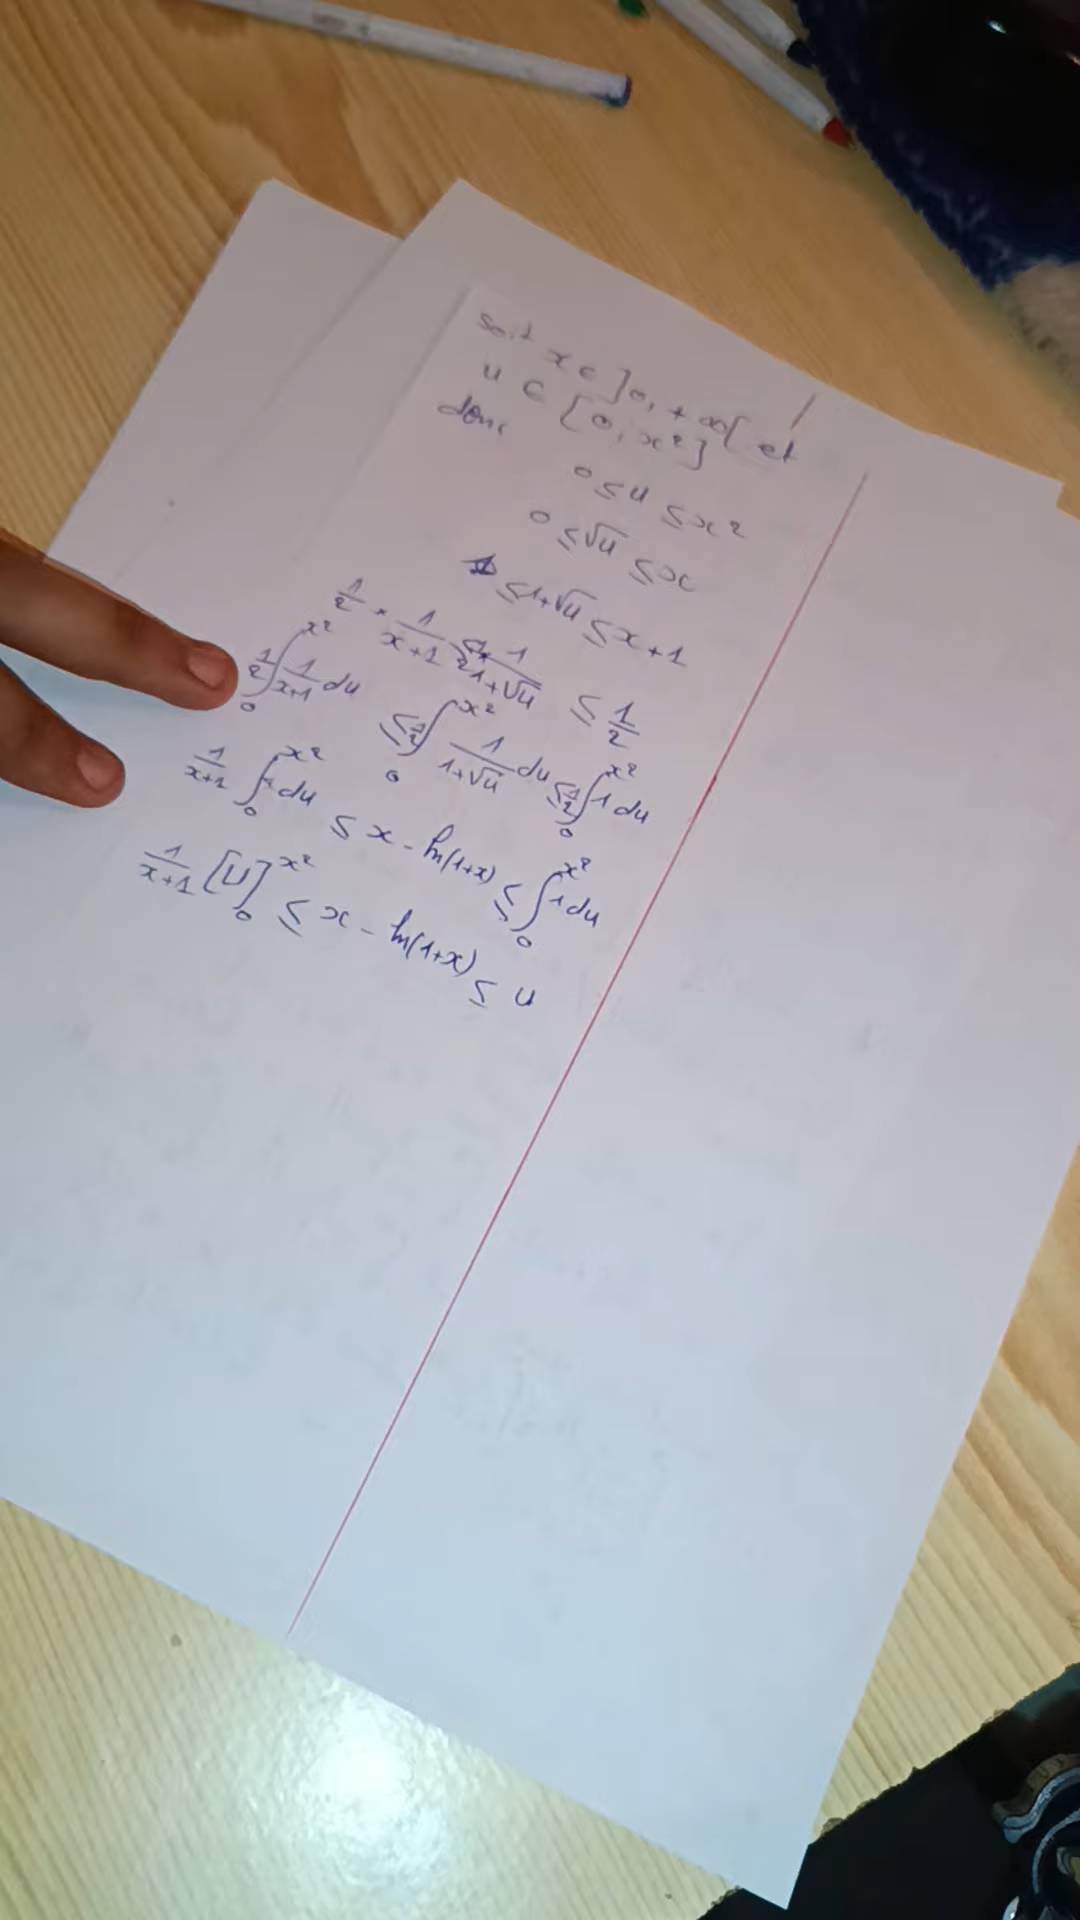 Soit x ∈ ]0, +∞[ et
u ∈ [0, x²]
donc
0 ≤ u ≤ x²
0 ≤ √u ≤ x
1 ≤ 1+√u ≤ x+1
1/2 × 1/(x+1) ≤ 1/2 × 1/(1+√u) ≤ 1/2
1/2 ∫₀^(x²) 1/(x+1) du ≤ 1/2 ∫₀^(x²) 1/(1+√u) du ≤ 1/2 ∫₀^(x²) 1 du
1/(x+1) ∫₀^(x²) 1 du ≤ x - ln(1+x) ≤ ∫₀^(x²) 1 du
1/(x+1) [U]₀^(x²) ≤ x - ln(1+x) ≤ u